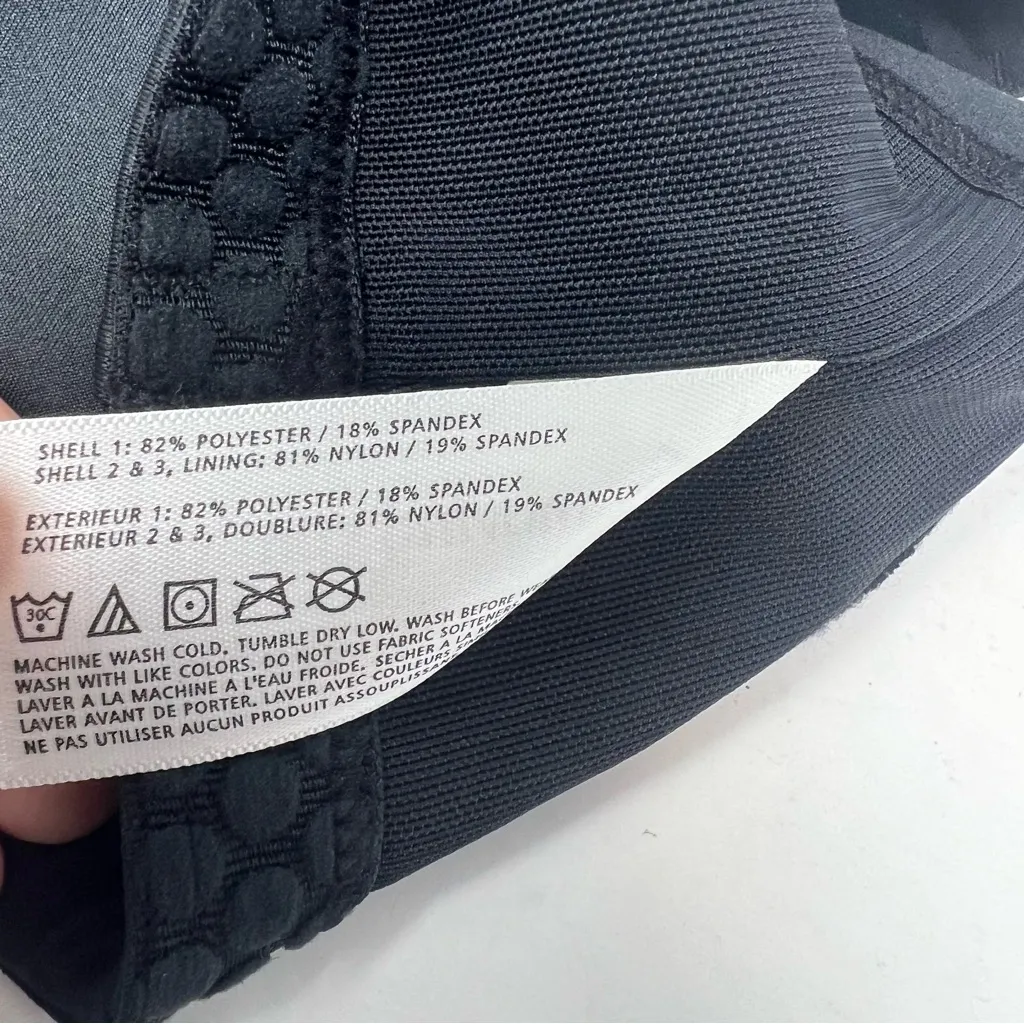 SHELL 1: 82% POLYESTER / 18% SPANDEX
SHELL 2 & 3, LINING: 81% NYLON / 19% SPANDEX
EXTERIEUR 1: 82% POLYESTER / 18% SPANDEX
EXTERIEUR 2 & 3, DOUBLURE: 81% NYLON / 19% SPANDEX
30C
MACHINE WASH COLD. TUMBLE DRY LOW. WASH BEFORE
WASH WITH LIKE COLORS. DO NOT USE FABRIC SOFTENERS
LAVER A LA MACHINE A L'EAU FROIDE. SECHER A LA
LAVER AVANT DE PORTER. LAVER AVEC COULEURS
NE PAS UTILISER AUCUN PRODUIT